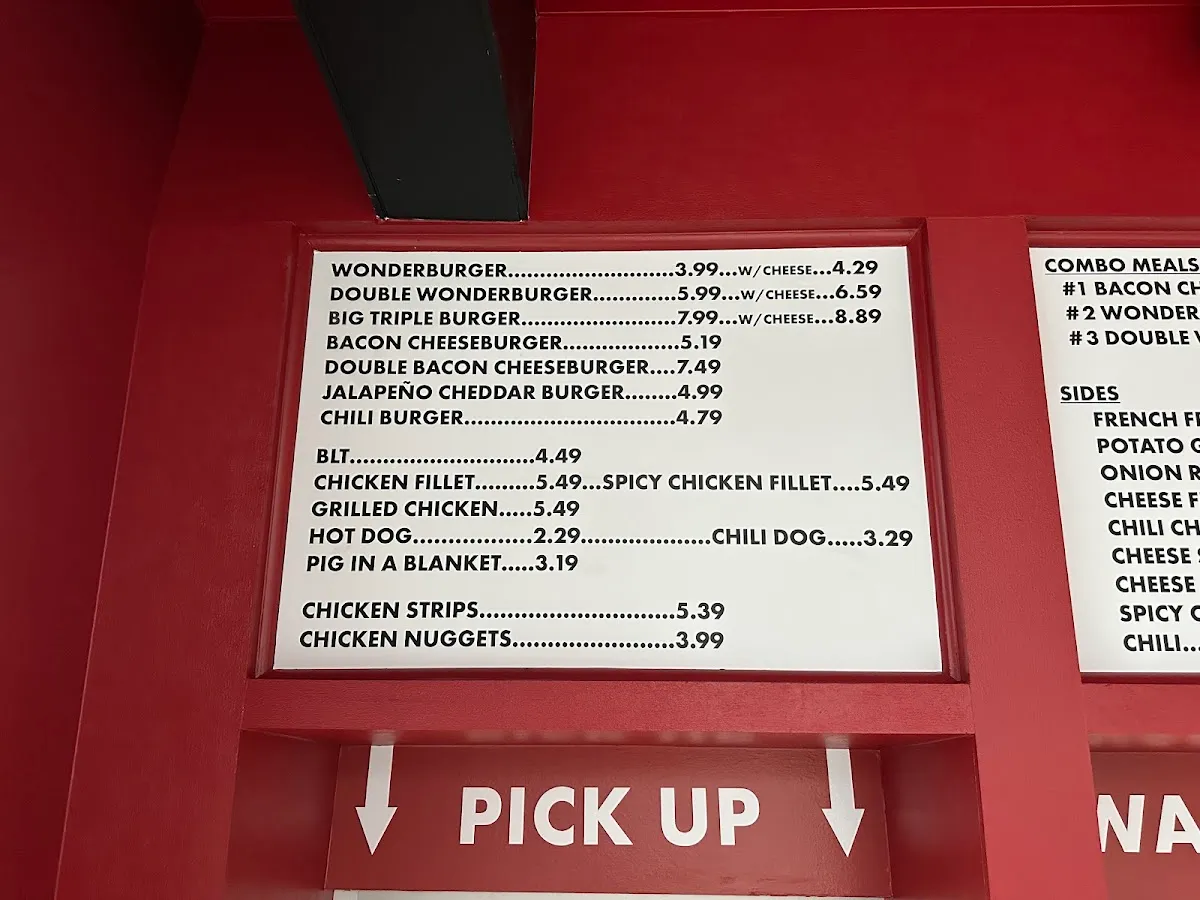 WONDERBURGER.........................3.99...W/CHEESE...4.29
DOUBLE WONDERBURGER.............5.99...W/CHEESE...6.59
BIG TRIPLE BURGER.......................7.99...W/CHEESE...8.89
BACON CHEESEBURGER..................5.19
DOUBLE BACON CHEESEBURGER....7.49
JALAPEÑO CHEDDAR BURGER........4.99
CHILI BURGER................................4.79
BLT............................4.49
CHICKEN FILLET.........5.49...SPICY CHICKEN FILLET....5.49
GRILLED CHICKEN.....5.49
HOT DOG..................2.29...................CHILI DOG.....3.29
PIG IN A BLANKET.....3.19
CHICKEN STRIPS..............................5.39
CHICKEN NUGGETS.........................3.99
COMBO MEALS
#1 BACON
#2 WONDER
#3 DOUBLE
SIDES
FRENCH
POTATO
ONION
CHEESE
CHILI
CHEESE
CHEESE
SPICY
CHILI...
PICK UP